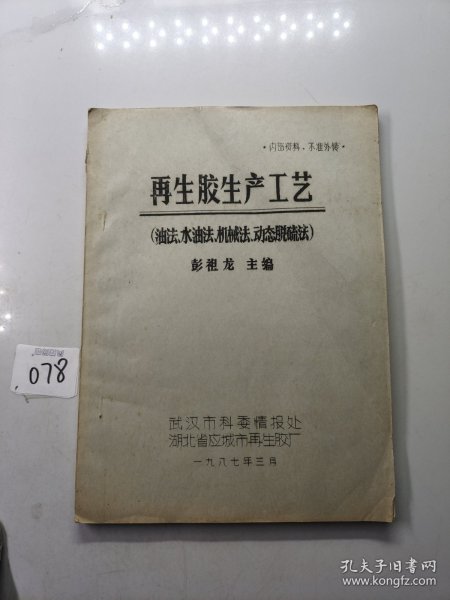 ·内部资料、不准外传·
再生胶生产工艺
（油法、水油法、机械法、动态脱硫法）
彭祖龙 主编
078
武汉市科委情报处
湖北省应城市再生胶厂
一九八七年三月
孔夫子旧书网
www.kongfz.com